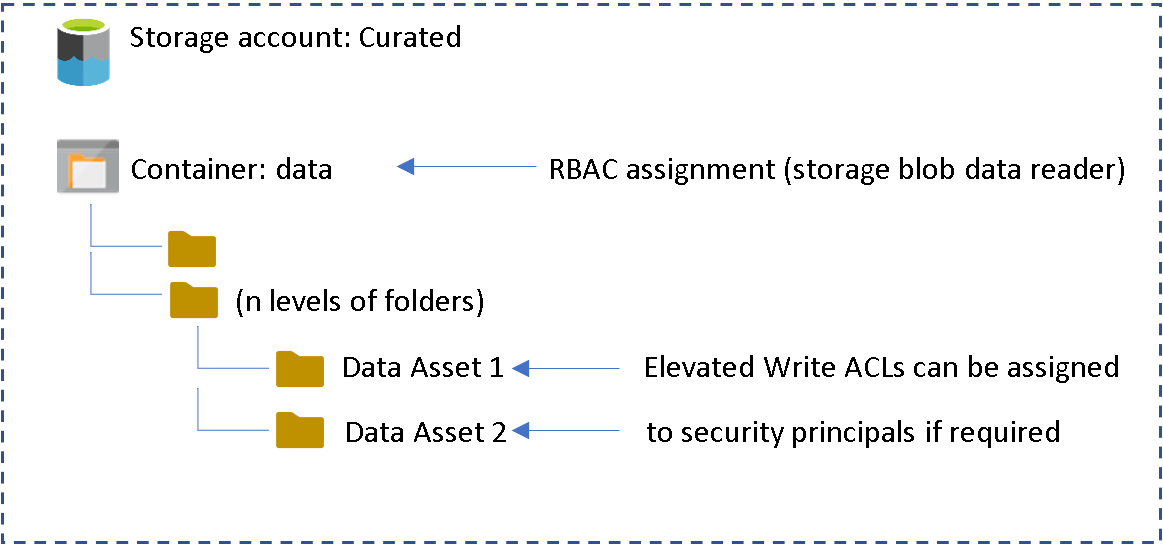 Storage account: Curated
Container: data
RBAC assignment (storage blob data reader)
(n levels of folders)
Data Asset 1
Elevated Write ACLs can be assigned
Data Asset 2
to security principals if required